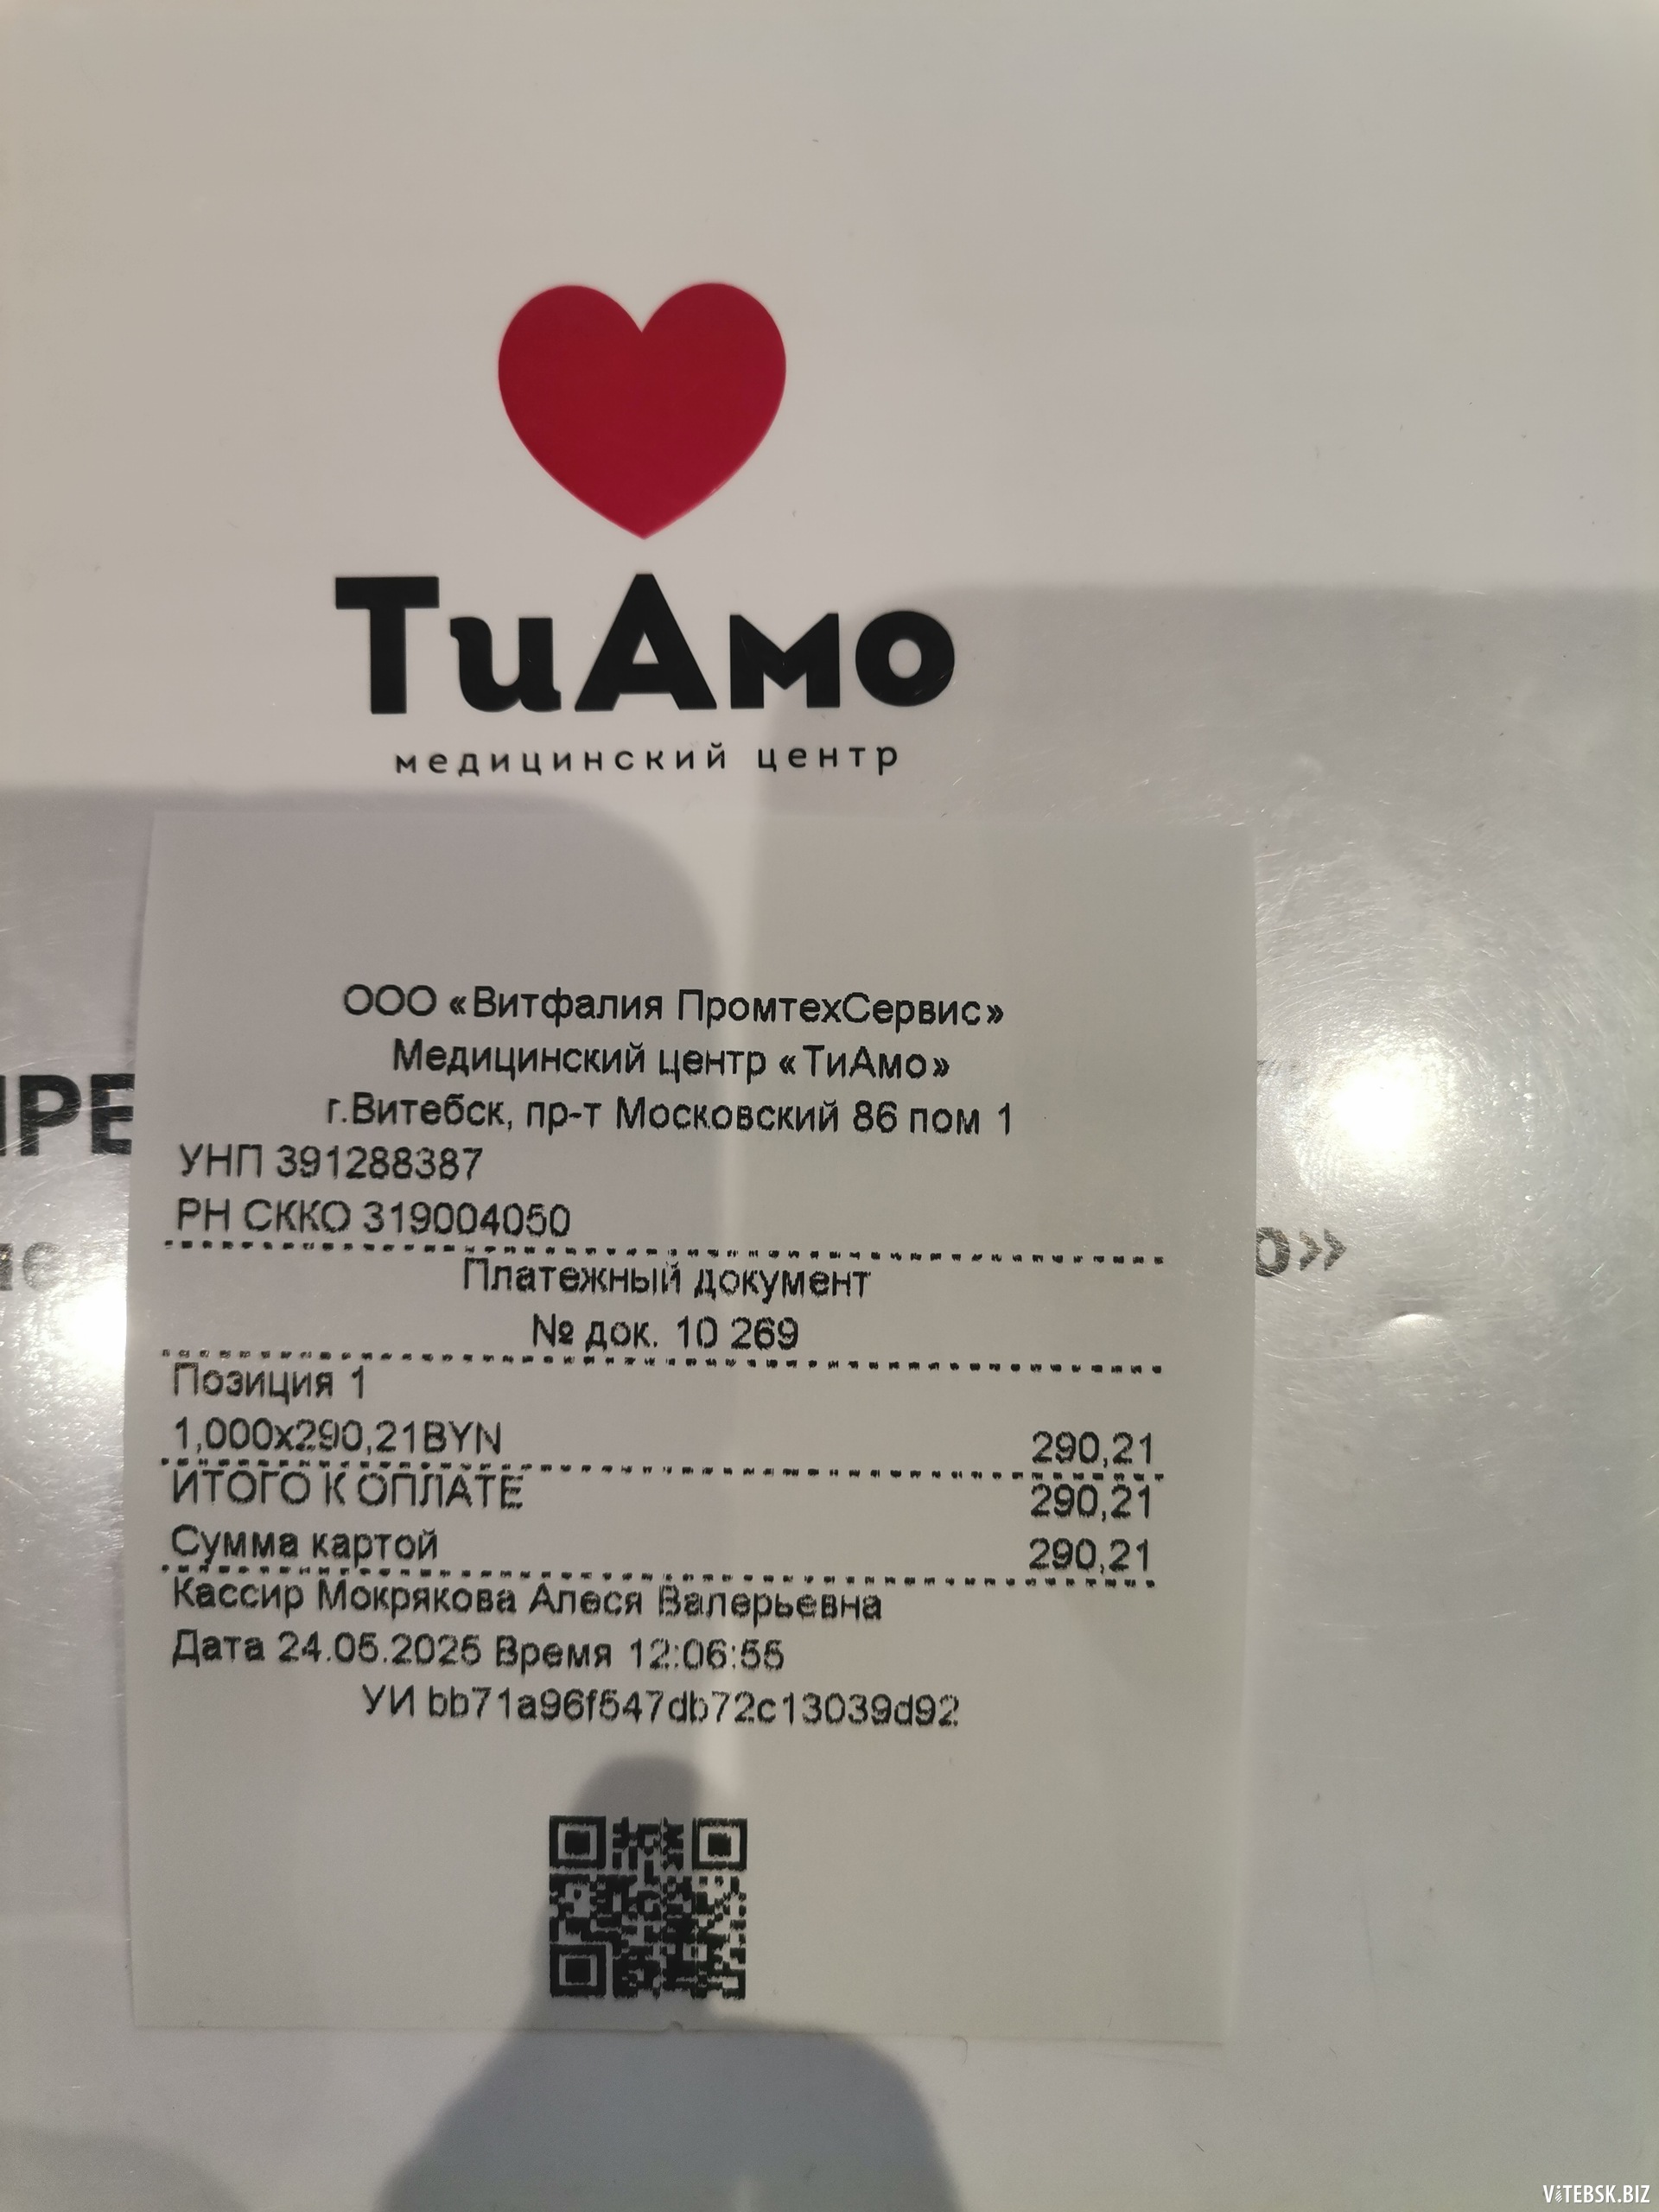 ТиАмо
медицинский центр
ООО «Витфалия ПромтехСервис»
Медицинский центр «ТиАмо»
г.Витебск, пр-т Московский 86 пом 1
УНП 391288387
РН СККО 319004050
Платежный документ
№ док. 10 269
Позиция 1
1,000x290,21BYN 290,21
ИТОГО К ОПЛАТЕ 290,21
Сумма картой 290,21
Кассир Мокрякова Алеся Валерьевна
Дата 24.05.2025 Время 12:06:55
УИ bb71a96f547db72c13039d92
VITEBSK.BIZ